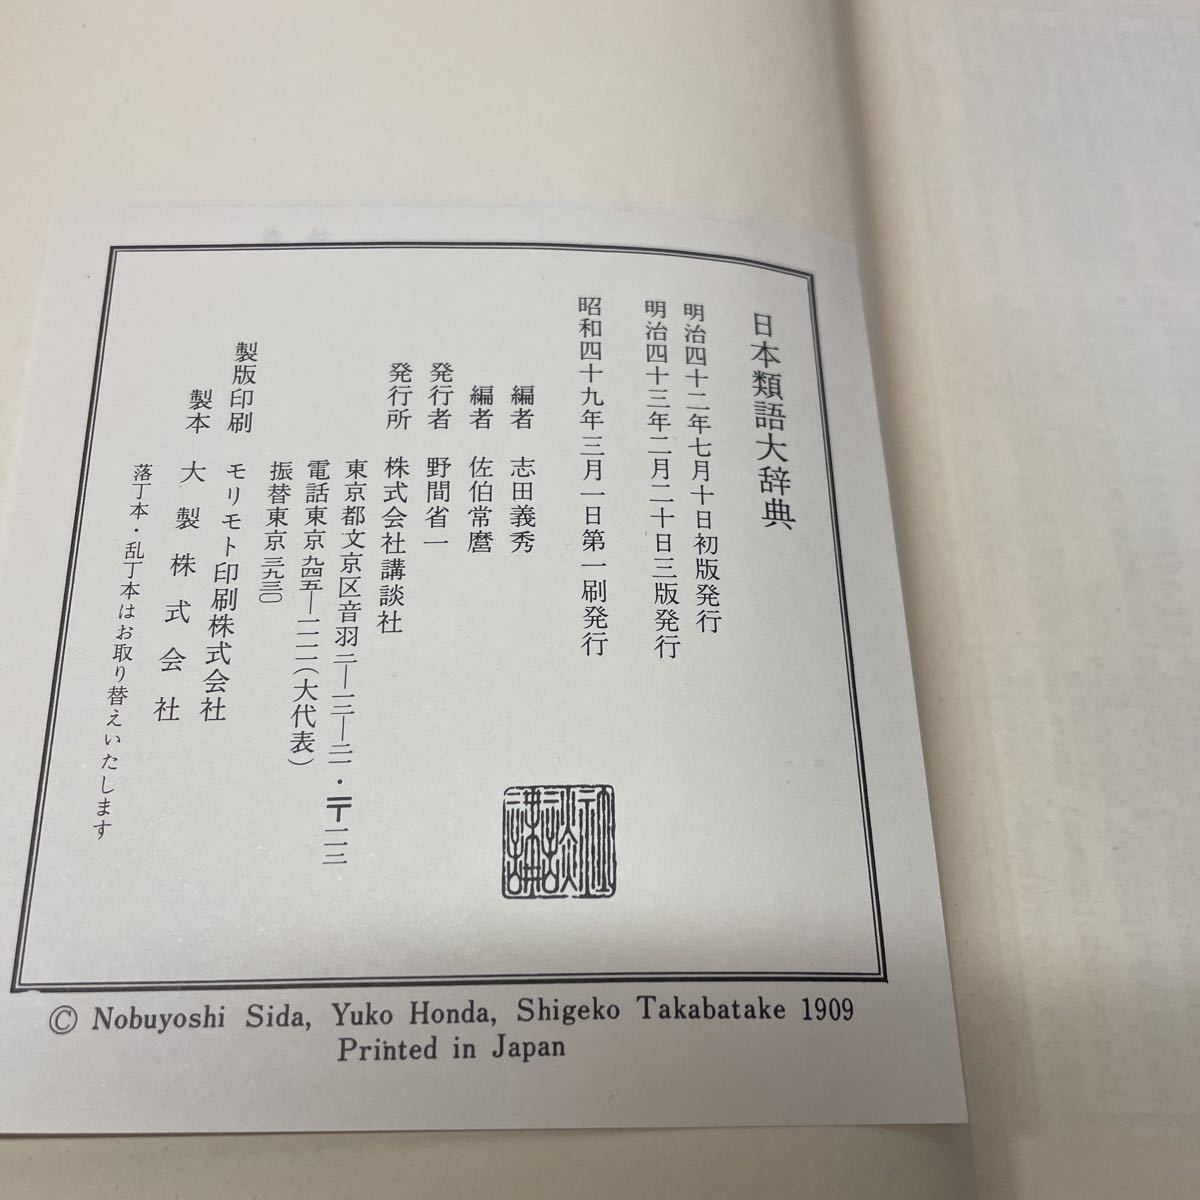 日本類語大辞典
明治四十二年七月十日初版発行
明治四十三年二月二十日三版発行
昭和四十九年三月一日第一刷発行
編者 志田義秀
編者 佐伯常麿
発行者 野間省一
発行所 株式会社講談社
東京都文京区音羽二―一二―二一・〒一一二
電話東京九四五―一一一一(大代表)
振替東京三九三〇
製版印刷 モリモト印刷株式会社
製本 大製株式会社
落丁本・乱丁本はお取り替えいたします
講談社
© Nobuyoshi Sida, Yuko Honda, Shigeko Takabatake 1909
Printed in Japan